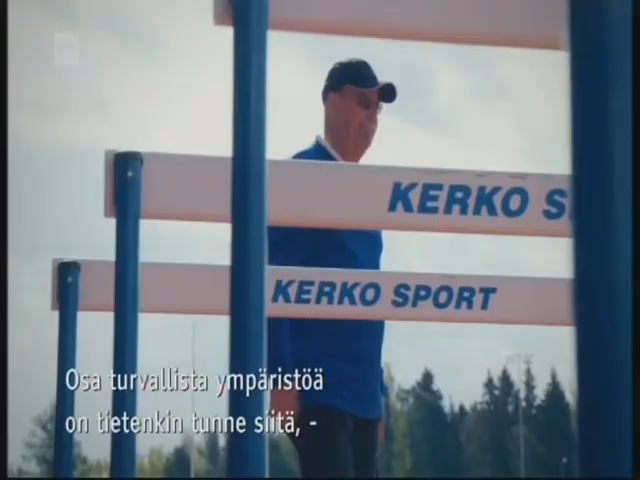 KERKO S
KERKO SPORT
Osa turvallista ympäristöä
on tietenkin tunne siitä, -